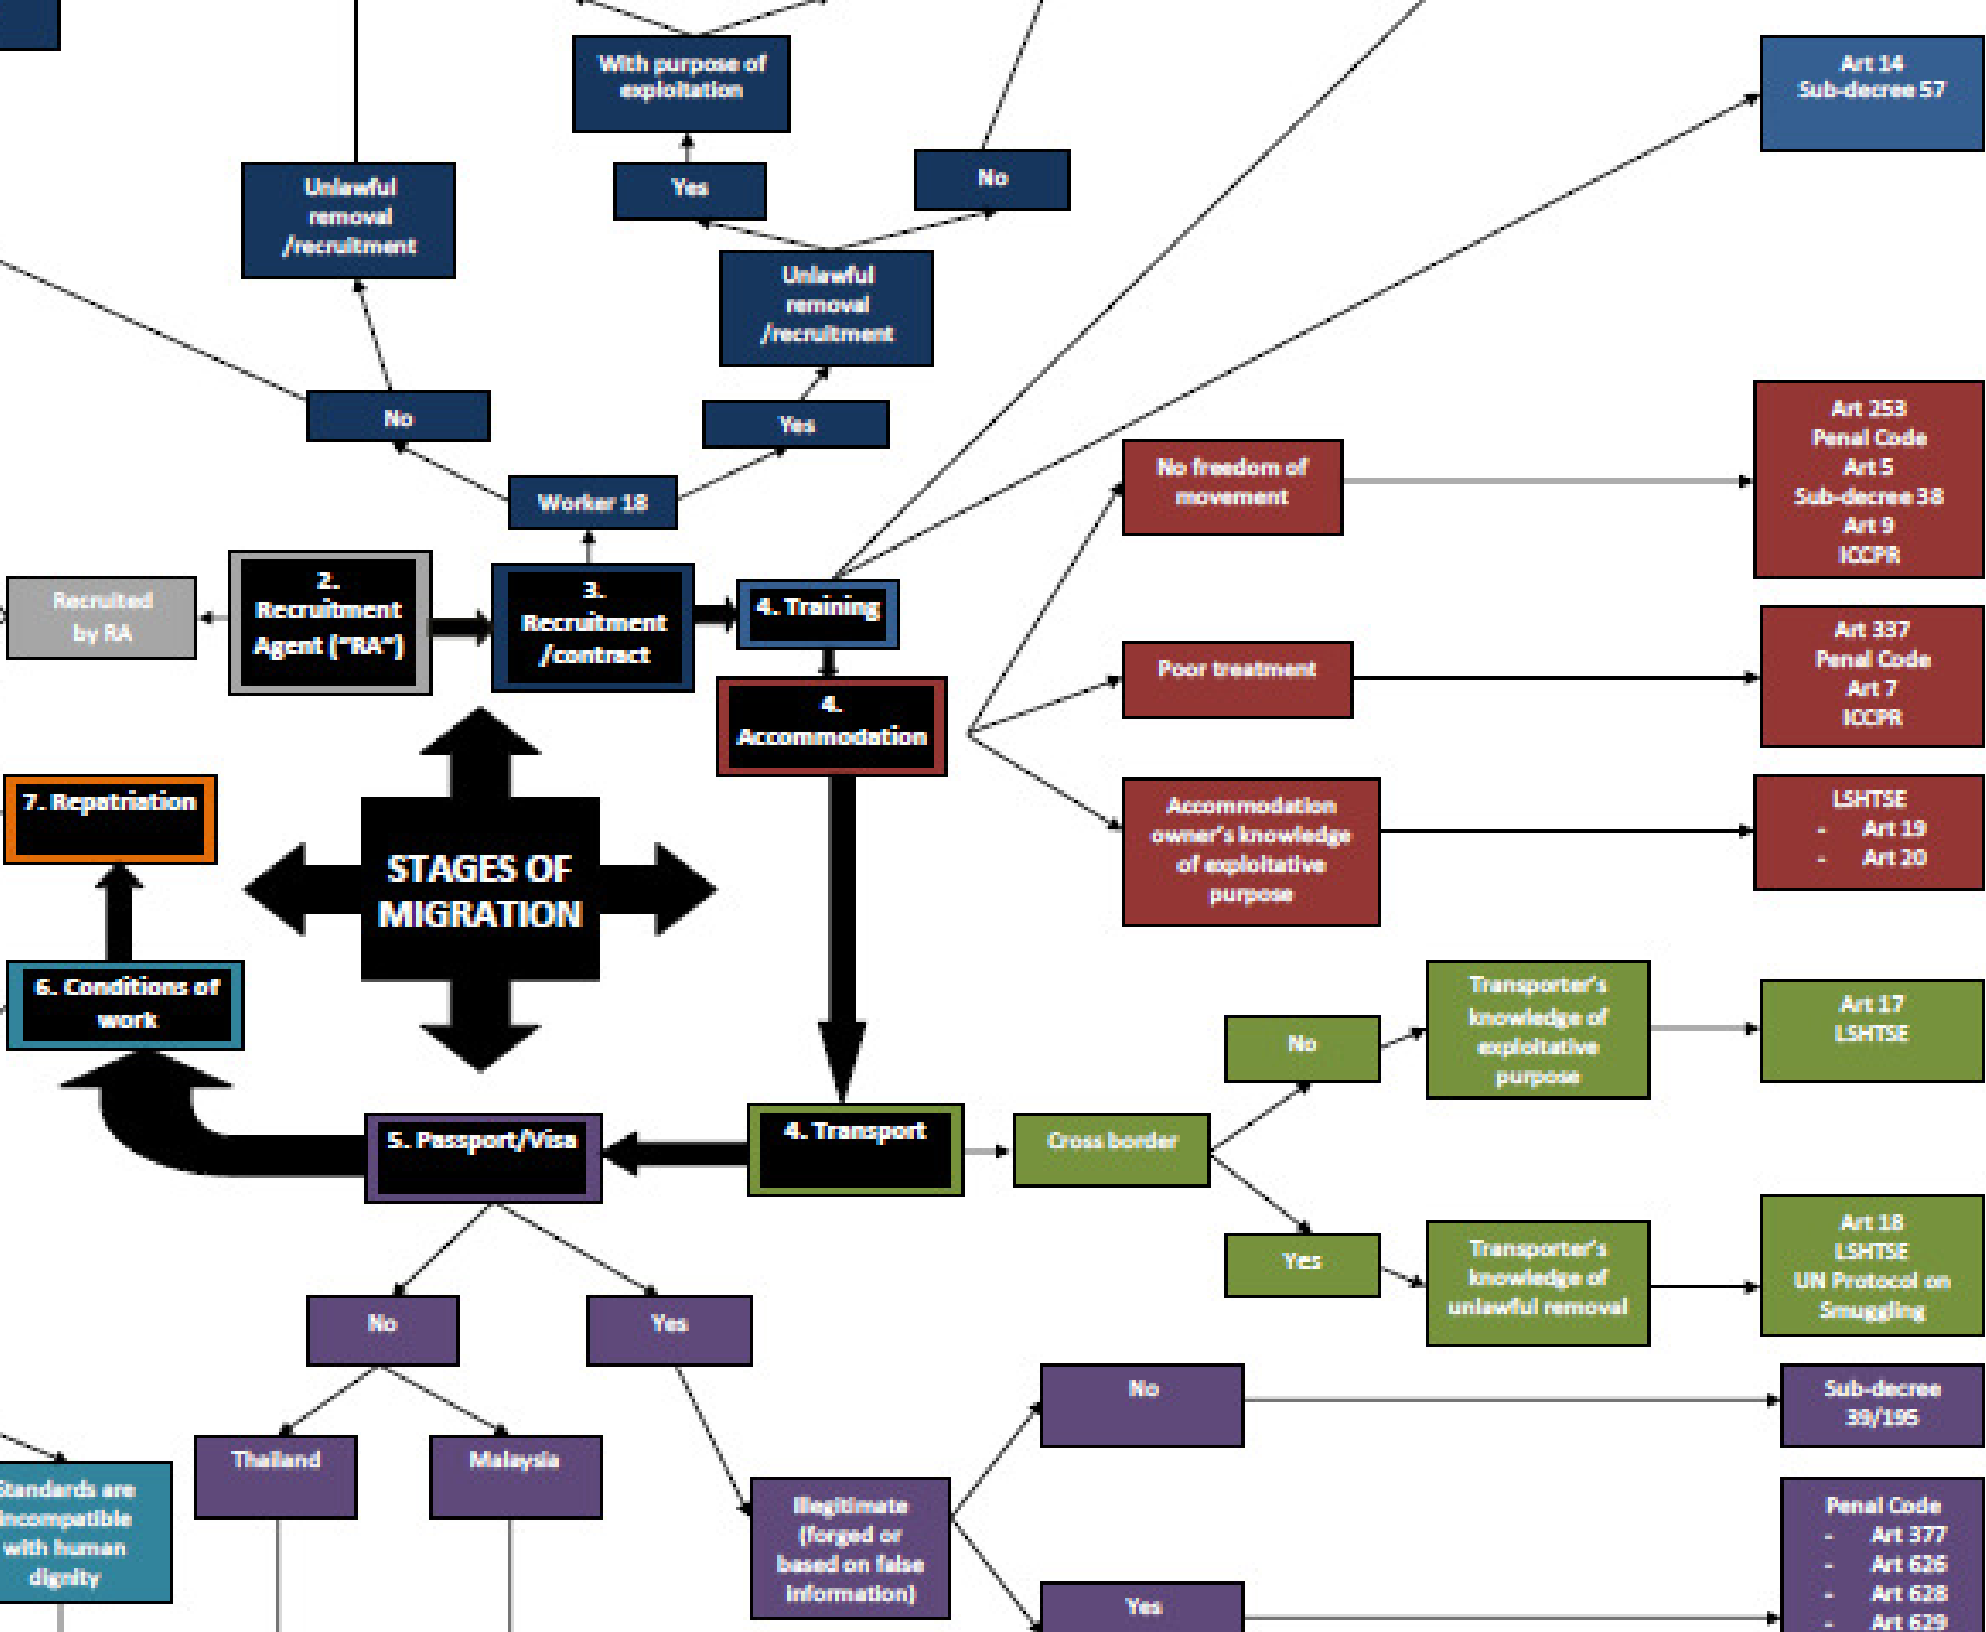 With purpose of
exploitation
Art 14
Sub-decree 57
Unlawful
removal
/recruitment
Yes
No
Unlawful
removal
/recruitment
No
Yes
Worker 18
No freedom of
movement
Art 253
Penal Code
Art 5
Sub-decree 38
Art 9
ICCPR
Recruited
by RA
2.
Recruitment
Agent ("RA")
3.
Recruitment
/contract
4. Training
Poor treatment
Art 337
Penal Code
Art 7
ICCPR
4.
Accommodation
7. Repatriation
STAGES OF
MIGRATION
Accommodation
owner's knowledge
of exploitative
purpose
LSHTSE
- Art 19
- Art 20
6. Conditions of
work
No
Transporter's
knowledge of
exploitative
purpose
Art 17
LSHTSE
5. Passport/Visa
4. Transport
Cross border
Yes
Transporter's
knowledge of
unlawful removal
Art 18
LSHTSE
UN Protocol on
Smuggling
No
Yes
No
Sub-decree
39/195
Thailand
Malaysia
Standards are
incompatible
with human
dignity
Illegitimate
(forged or
based on false
information)
Yes
Penal Code
- Art 377
- Art 626
- Art 628
- Art 629